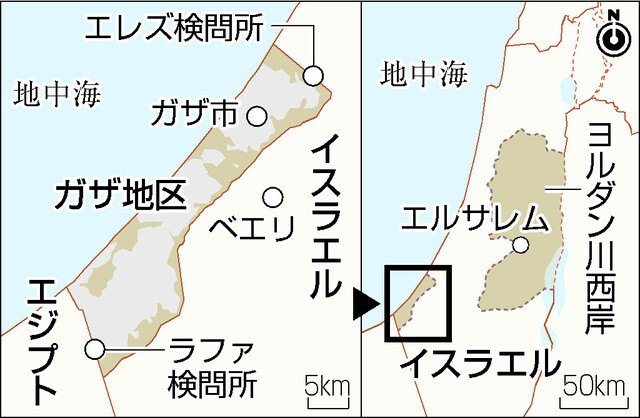 エレズ検問所
地中海
ガザ市
ガザ地区
イスラエル
ベエリ
エジプト
ラファ
検問所
5km
N
地中海
ヨルダン川西岸
エルサレム
イスラエル
50km